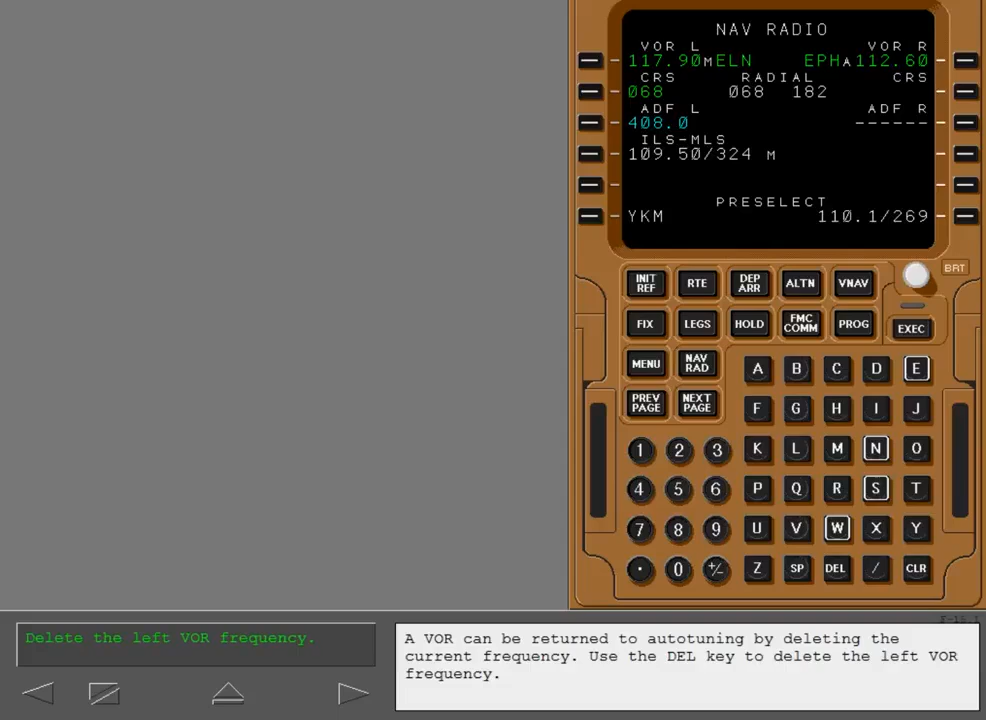 NAV RADIO
VOR L VOR R
117.90MELN EPHA112.60
CRS RADIAL CRS
068 068 182
ADF L ADF R
408.0 ------
ILS-MLS
109.50/324 M
PRESELECT
YKM 110.1/269
BRT
INIT REF RTE DEP ARR ALTN VNAV
FIX LEGS HOLD FMC COMM PROG EXEC
MENU NAV RAD
A B C D E
PREV PAGE NEXT PAGE
F G H I J
1 2 3 K L M N O
4 5 6 P Q R S T
7 8 9 U V W X Y
. 0 +/- Z SP DEL / CLR
Delete the left VOR frequency.
A VOR can be returned to autotuning by deleting the
current frequency. Use the DEL key to delete the left VOR
frequency.